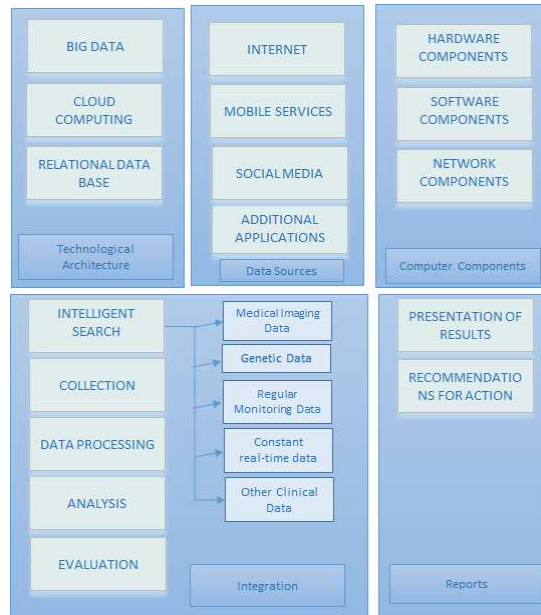 BIG DATA
CLOUD
COMPUTING
RELATIONAL DATA
BASE
Technological
Architecture
INTERNET
MOBILE SERVICES
SOCIAL MEDIA
ADDITIONAL
APPLICATIONS
Data Sources
HARDWARE
COMPONENTS
SOFTWARE
COMPONENTS
NETWORK
COMPONENTS
Computer Components
INTELLIGENT
SEARCH
COLLECTION
DATA PROCESSING
ANALYSIS
EVALUATION
Medical Imaging
Data
Genetic Data
Regular
Monitoring Data
Constant
real-time data
Other Clinical
Data
Integration
PRESENTATION OF
RESULTS
RECOMMENDATIO
NS FOR ACTION
Reports